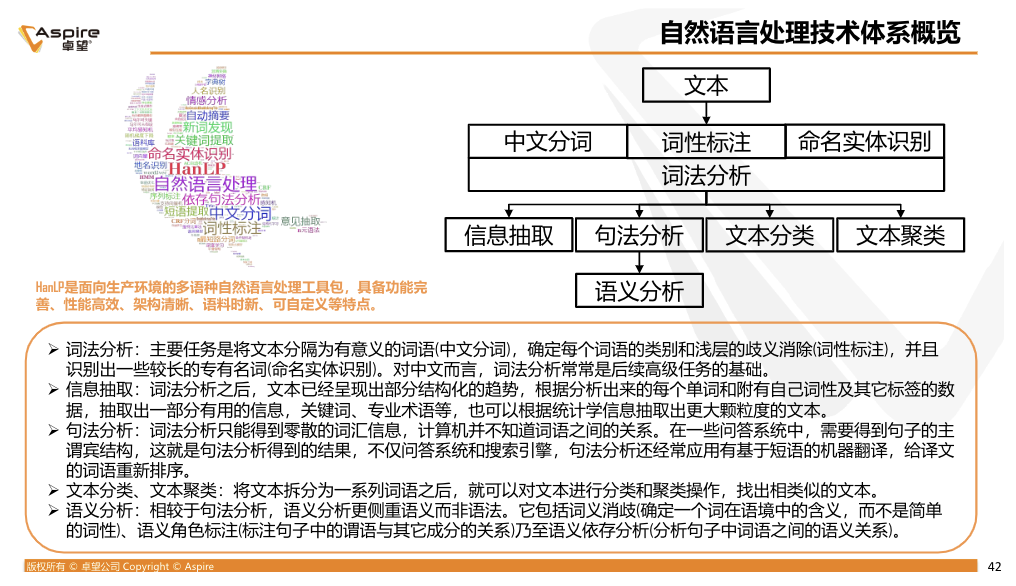 Aspire
卓望
自然语言处理技术体系概览
人名识别
情感分析
自动摘要
新词发现
关键词提取
语料库
命名实体识别
地名识别
HanLP
自然语言处理
序列标注
依存句法分析
短语提取
中文分词
意见抽取
词性标注
最短路分词
文本
中文分词
词性标注
命名实体识别
词法分析
信息抽取
句法分析
文本分类
文本聚类
语义分析
HanLP是面向生产环境的多语种自然语言处理工具包，具备功能完
善、性能高效、架构清晰、语料时新、可自定义等特点。
➢ 词法分析：主要任务是将文本分隔为有意义的词语(中文分词)，确定每个词语的类别和浅层的歧义消除(词性标注)，并且
识别出一些较长的专有名词(命名实体识别)。对中文而言，词法分析常常是后续高级任务的基础。
➢ 信息抽取：词法分析之后，文本已经呈现出部分结构化的趋势，根据分析出来的每个单词和附有自己词性及其它标签的数
据，抽取出一部分有用的信息，关键词、专业术语等，也可以根据统计学信息抽取出更大颗粒度的文本。
➢ 句法分析：词法分析只能得到零散的词汇信息，计算机并不知道词语之间的关系。在一些问答系统中，需要得到句子的主
谓宾结构，这就是句法分析得到的结果，不仅问答系统和搜索引擎，句法分析还经常应用有基于短语的机器翻译，给译文
的词语重新排序。
➢ 文本分类、文本聚类：将文本拆分为一系列词语之后，就可以对文本进行分类和聚类操作，找出相类似的文本。
➢ 语义分析：相较于句法分析，语义分析更侧重语义而非语法。它包括词义消歧(确定一个词在语境中的含义，而不是简单
的词性)、语义角色标注(标注句子中的谓语与其它成分的关系)乃至语义依存分析(分析句子中词语之间的语义关系)。
版权所有 © 卓望公司 Copyright © Aspire
42